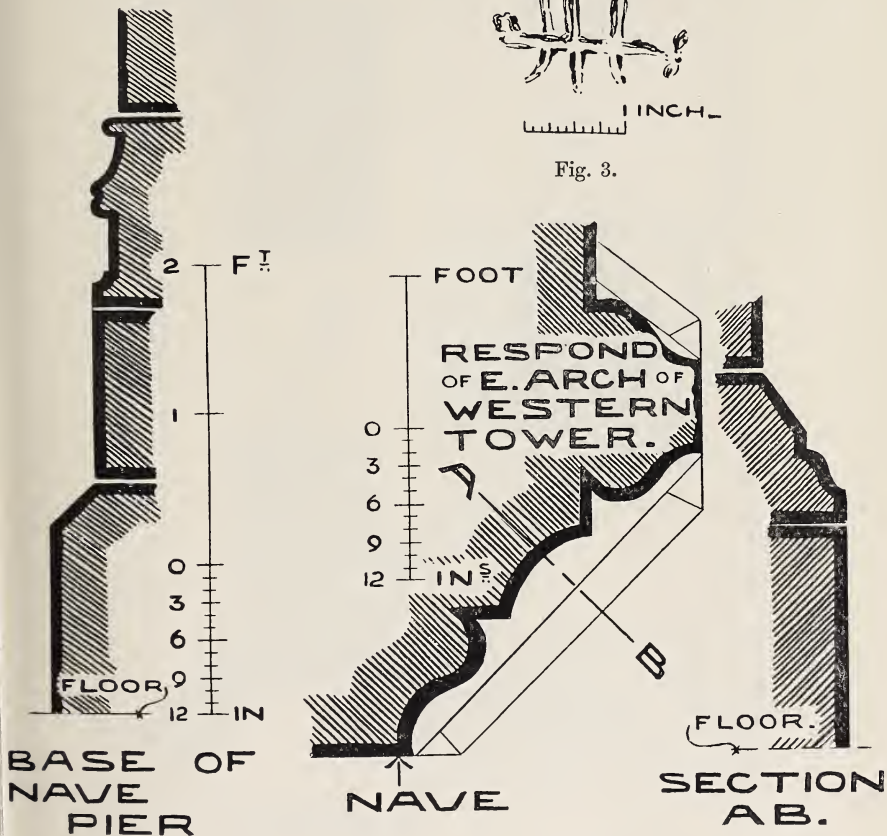 1 INCH_
Fig. 3.
2 FT
1
0
3
6
9
12 IN
FLOOR
BASE OF
NAVE
PIER
FOOT
RESPOND
OF E. ARCH OF
WESTERN
TOWER.
0
3
6
9
12 INS
A
B
NAVE
FLOOR.
SECTION
AB.